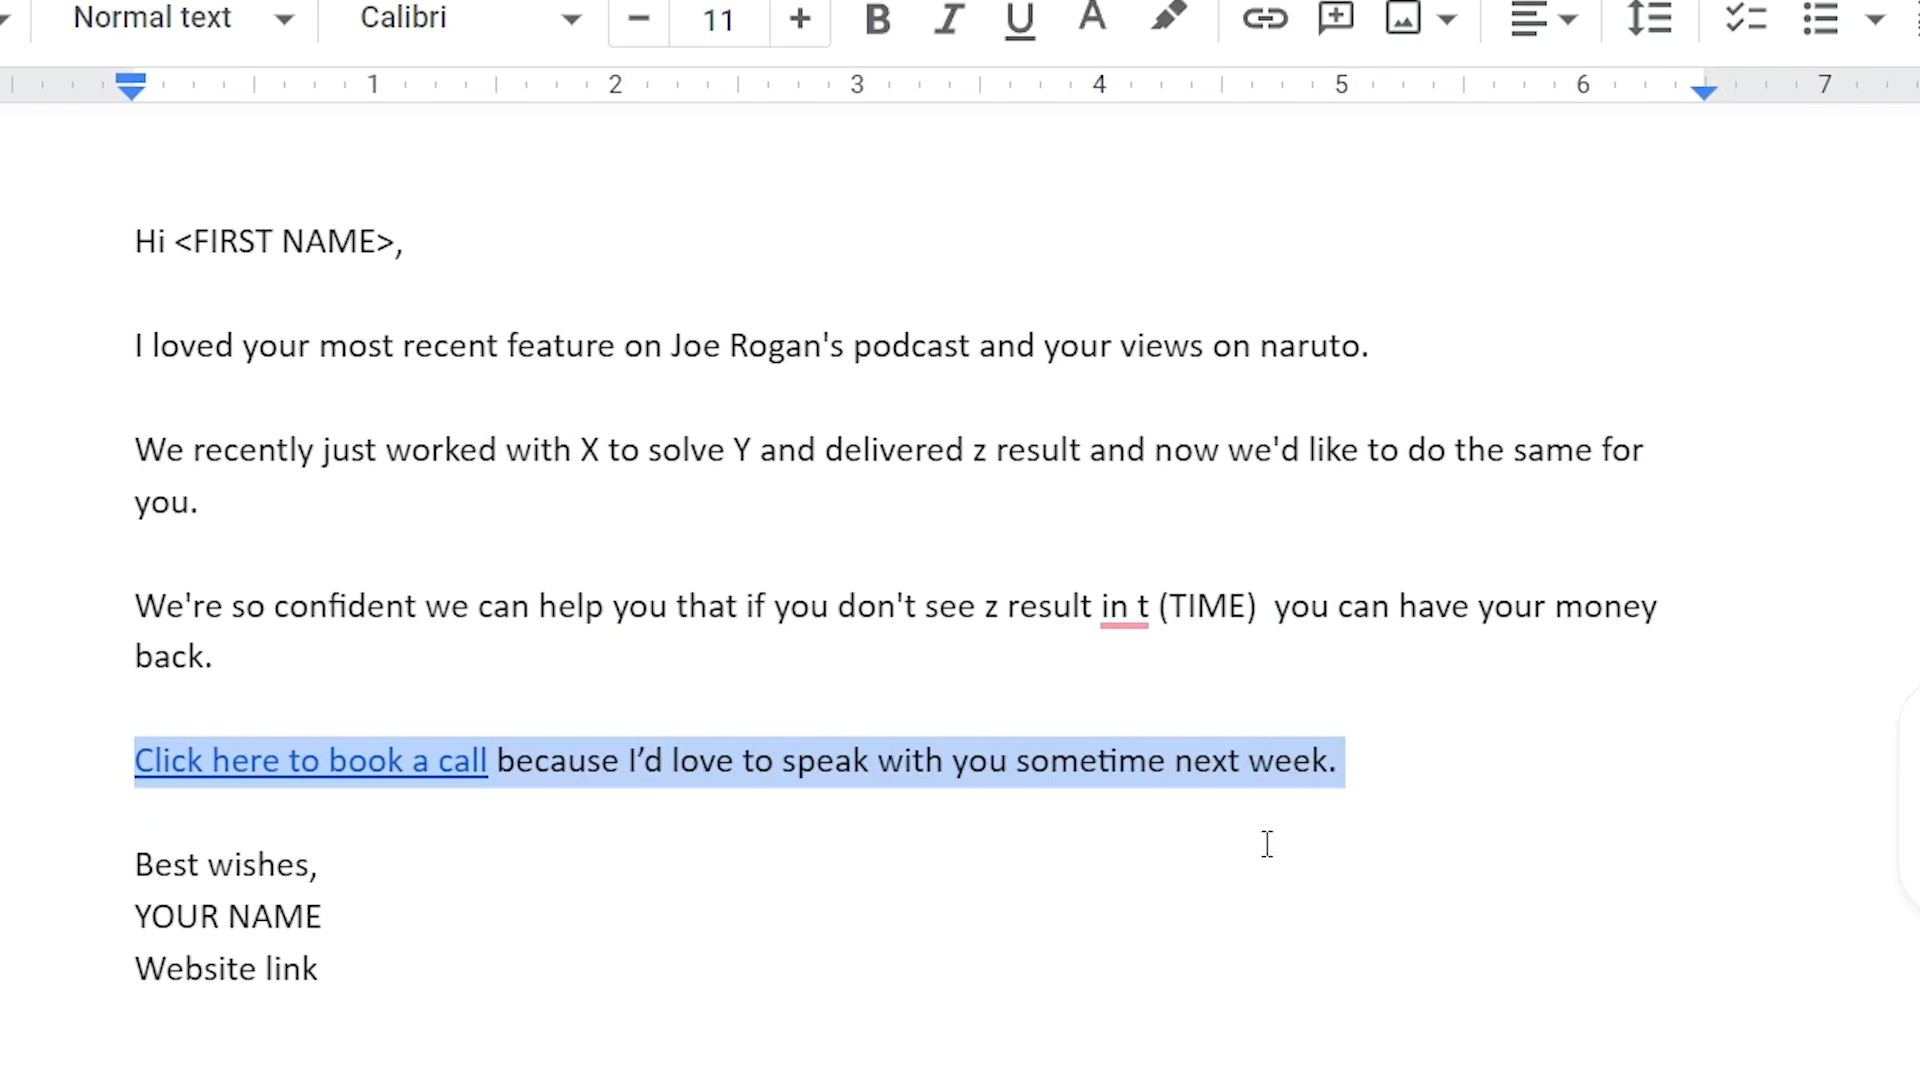 Normal text Calibri 11 B I U A
1 2 3 4 5 6 7
Hi <FIRST NAME>,
I loved your most recent feature on Joe Rogan's podcast and your views on naruto.
We recently just worked with X to solve Y and delivered z result and now we'd like to do the same for
you.
We're so confident we can help you that if you don't see z result in t (TIME)  you can have your money
back.
Click here to book a call because I’d love to speak with you sometime next week.
Best wishes,
YOUR NAME
Website link